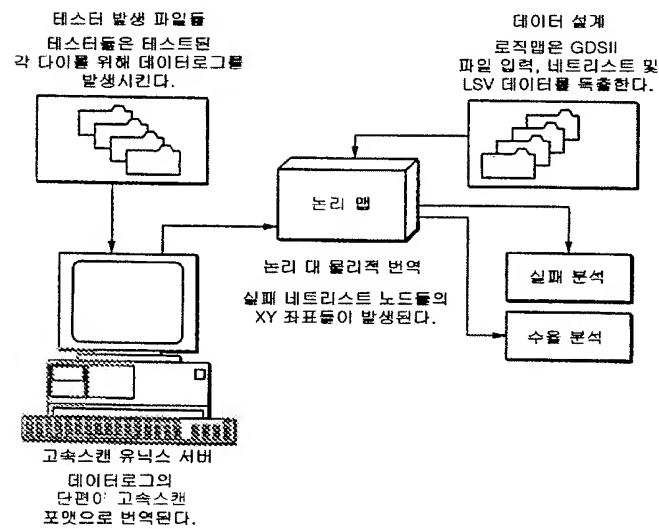 테스터 발생 파일들
테스터들은 테스트된
각 다이를 위해 데이터로그를
발생시킨다.
데이터 설계
로직맵은 GDSII
파일 입력, 네트리스트 및
LSV 데이터를 독출한다.
논리 맵
논리 대 물리적 번역
실패 네트리스트 노드들의
XY 좌표들이 발생된다.
실패 분석
수율 분석
고속스캔 유닉스 서버
데이터로그의
고속스캔
포맷으로 번역된다.